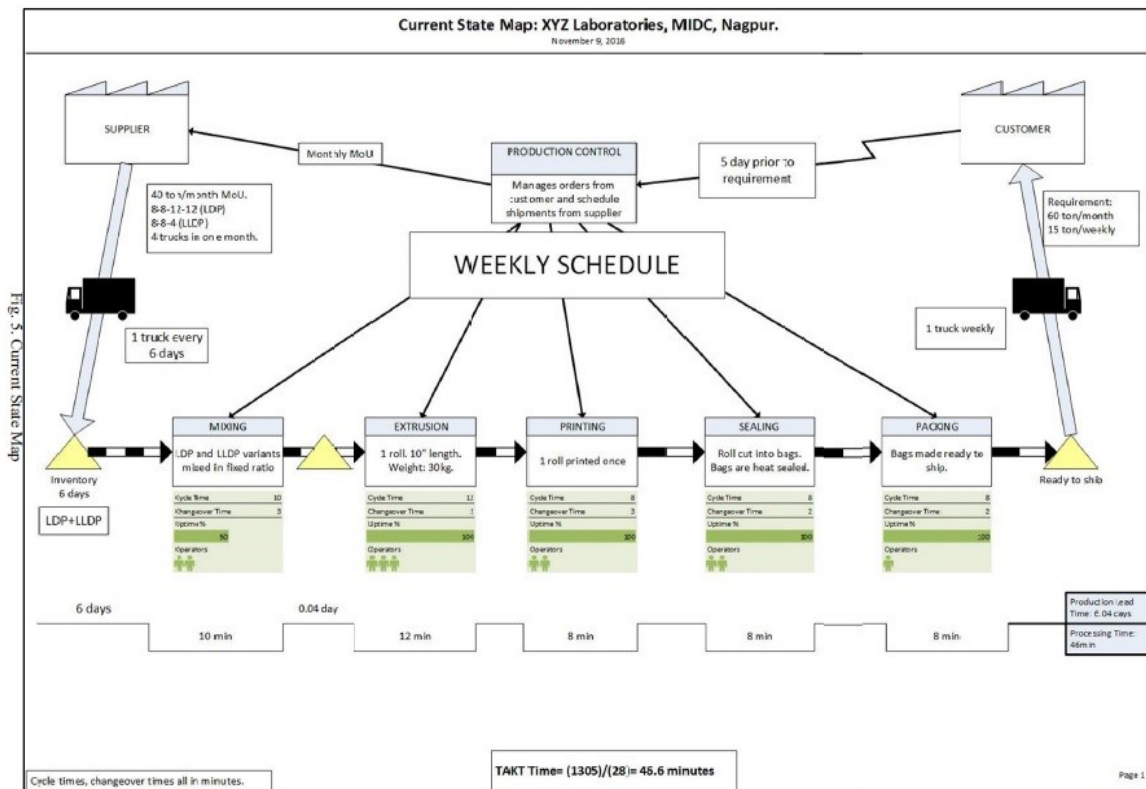 Current State Map: XYZ Laboratories, MIDC, Nagpur.
November 9, 2016
SUPPLIER
CUSTOMER
Monthly MoU
PRODUCTION CONTROL
Manages orders from
customer and schedule
shipments from supplier
5 day prior to
requirement
40 ton/month MoU.
8-8-12-12 (LDP)
8-8-4 (LLDP)
4 trucks in one month.
Requirement:
60 ton/month
15 ton/weekly
WEEKLY SCHEDULE
1 truck every
6 days
1 truck weekly
Fig. 5. Current State Map
MIXING
LDP and LLDP variants
mixed in fixed ratio
EXTRUSION
1 roll. 10" length.
Weight: 30kg.
PRINTING
1 roll printed once
SEALING
Roll cut into bags.
Bags are heat sealed.
PACKING
Bags made ready to
ship.
Inventory
6 days
LDP+LLDP
Ready to ship
Cycle Time 10
Changeover Time 3
Uptime %
50
Operators
Cycle Time 12
Changeover Time 1
Uptime %
100
Operators
Cycle Time 8
Changeover Time 3
Uptime %
100
Operators
Cycle Time 8
Changeover Time 2
Uptime %
100
Operators
Cycle Time 8
Changeover Time 2
Uptime %
100
Operators
6 days
0.04 day
10 min
12 min
8 min
8 min
8 min
Production Lead
Time: 6.04 days
Processing Time:
46min
Cycle times, changeover times all in minutes.
TAKT Time= (1305)/(28)= 46.6 minutes
Page 1